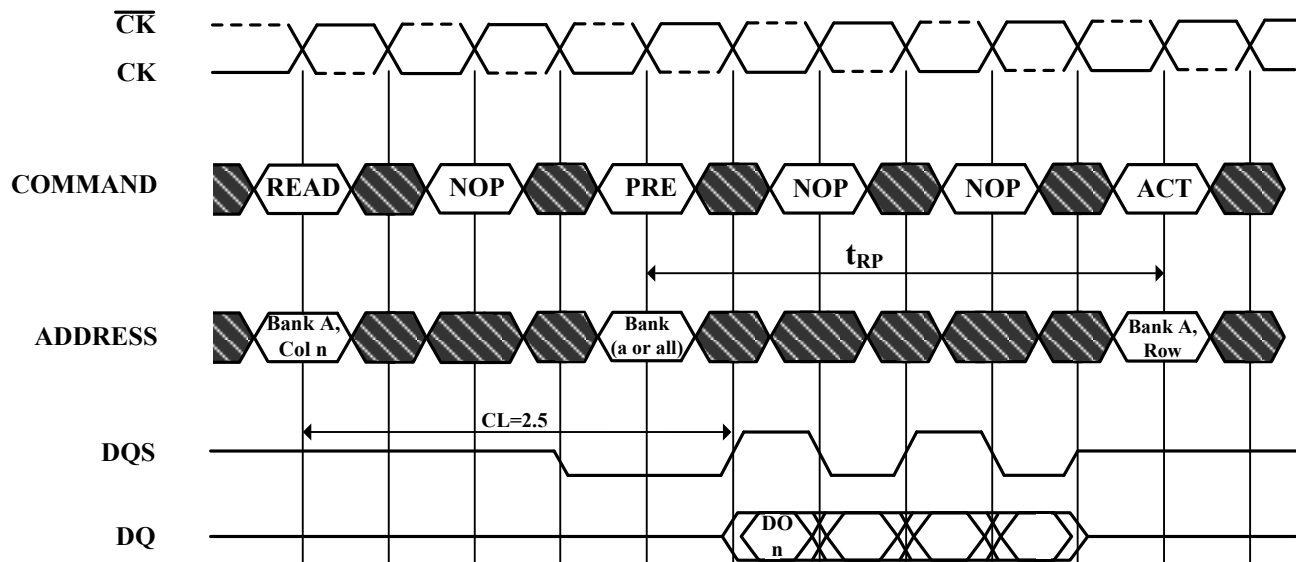 CK
CK
COMMAND
READ
NOP
PRE
NOP
NOP
ACT
tRP
ADDRESS
Bank A,
Col n
Bank
(a or all)
Bank A,
Row
CL=2.5
DQS
DQ
DO
n